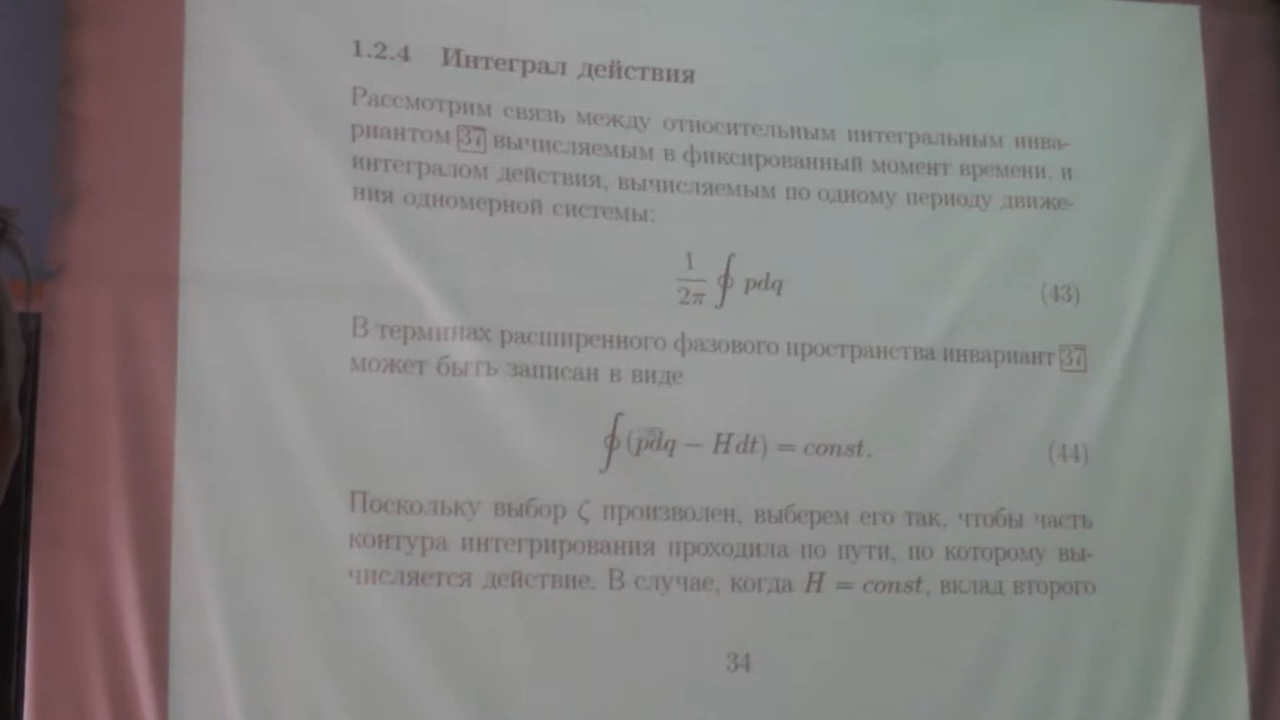 1.2.4 Интеграл действия
Рассмотрим связь между относительным интегральным инва-
риантом 37 вычисляемым в фиксированный момент времени, и
интегралом действия, вычисляемым по одному периоду движе-
ния одномерной системы:
1/2π ∮ pdq (43)
В терминах расширенного фазового пространства инвариант 37
может быть записан в виде
∮(pdq − Hdt) = const. (44)
Поскольку выбор ζ произволен, выберем его так, чтобы часть
контура интегрирования проходила по пути, по которому вы-
числяется действие. В случае, когда H = const, вклад второго
34